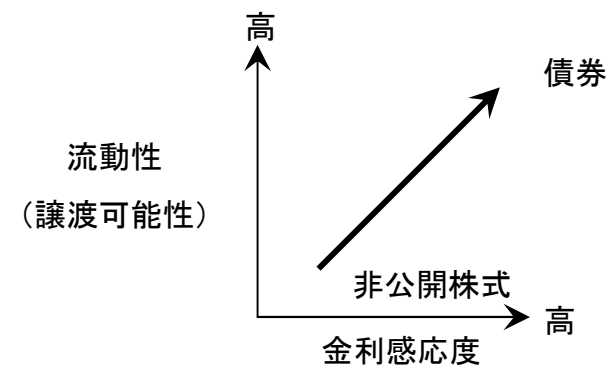 高
債券
流動性
（譲渡可能性）
非公開株式
高
金利感応度